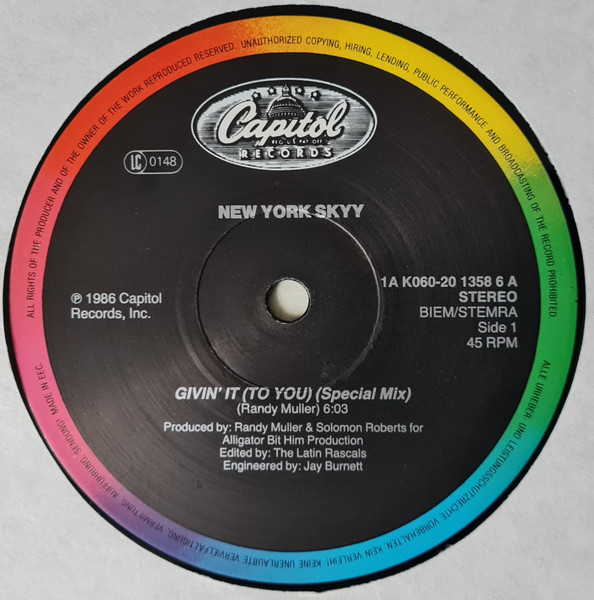 ALL RIGHTS OF THE PRODUCER AND OF THE OWNER OF THE WORK REPRODUCED RESERVED. UNAUTHORIZED COPYING, HIRING, LENDING, PUBLIC PERFORMANCE AND BROADCASTING OF THE RECORD PROHIBITED.
Capitol
REG. U.S. PAT. OFF.
RECORDS
LC 0148
NEW YORK SKYY
℗ 1986 Capitol
Records, Inc.
1A K060-20 1358 6 A
STEREO
BIEM/STEMRA
Side 1
45 RPM
GIVIN' IT (TO YOU) (Special Mix)
(Randy Muller) 6:03
Produced by: Randy Muller & Solomon Roberts for
Alligator Bit Him Production
Edited by: The Latin Rascals
Engineered by: Jay Burnett
ALLE URHEBER- UND LEISTUNGSSCHUTZRECHTE VORBEHALTEN. KEIN VERLEIH! KEINE UNERLAUBTE VERVIELFÄLTIGUNG, VERMIETUNG, AUFFÜHRUNG, SENDUNG! MADE IN EEC.